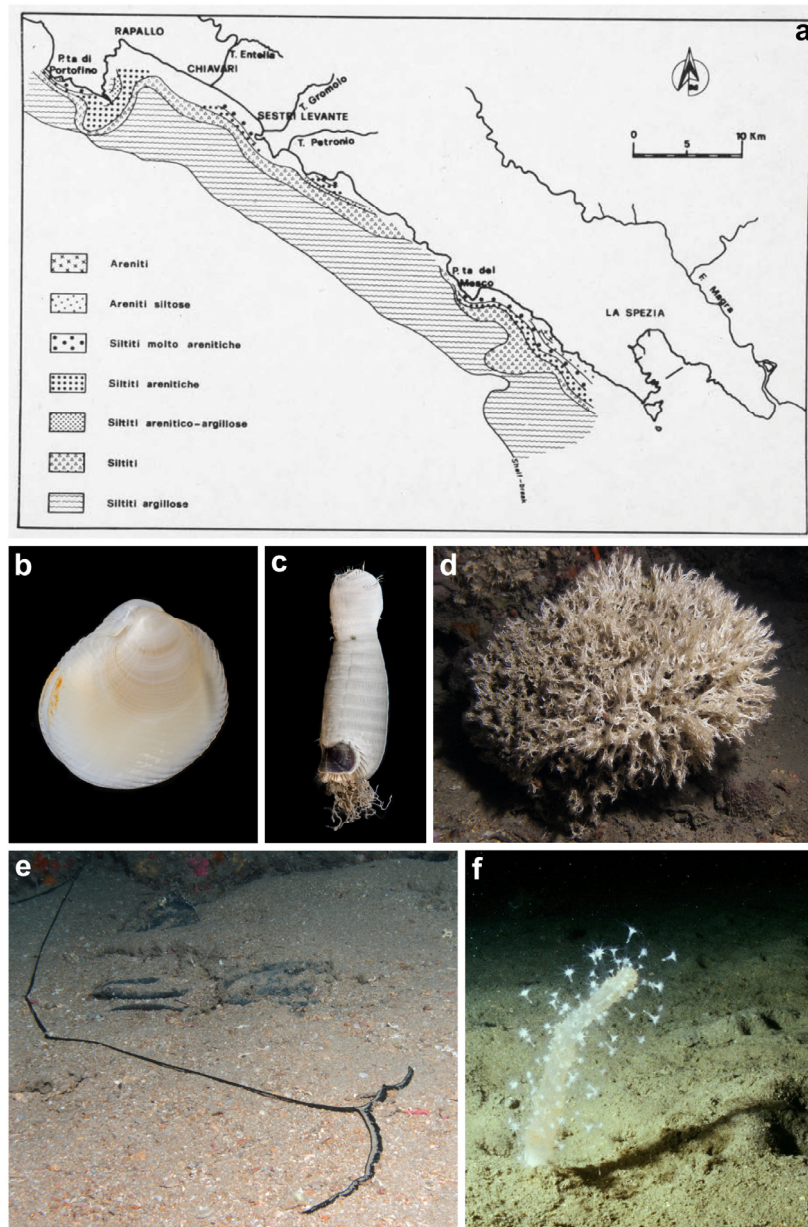 a
RAPALLO
P.ta di
Portofino
T. Entella
CHIAVARI
T. Gromolo
SESTRI LEVANTE
T. Petronio
0 5 10 Km
P.ta del
Mesco
F. Magra
LA SPEZIA
Shelf-break
Areniti
Areniti siltose
Siltiti molto arenitiche
Siltiti arenitiche
Siltiti arenitico-argillose
Siltiti
Siltiti argillose
b
c
d
e
f